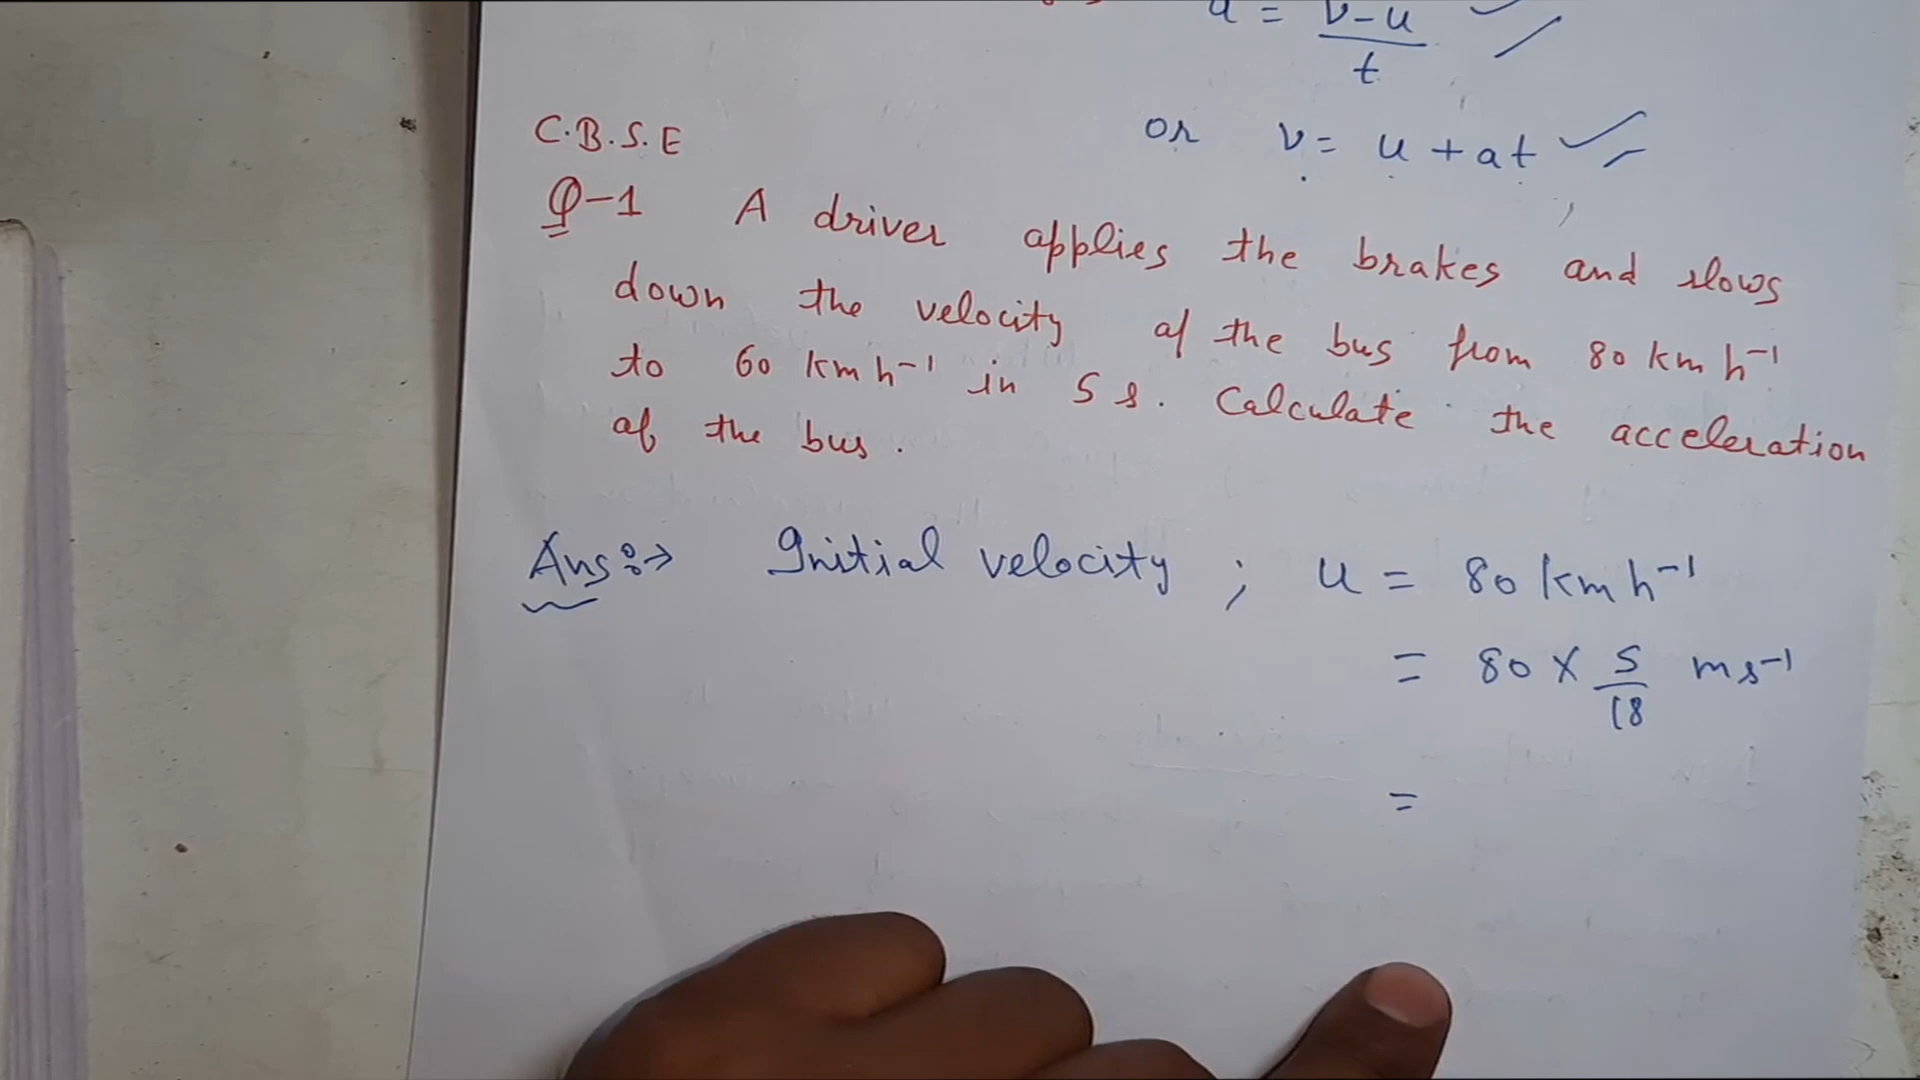 a = v-u / t
C.B.S.E
or v = u + at
Q-1 A driver applies the brakes and slows
down the velocity of the bus from 80 km h⁻¹
to 60 km h⁻¹ in 5 s. Calculate the acceleration
of the bus.
Ans:→ Initial velocity ; u = 80 km h⁻¹
= 80 × 5/18 ms⁻¹
=